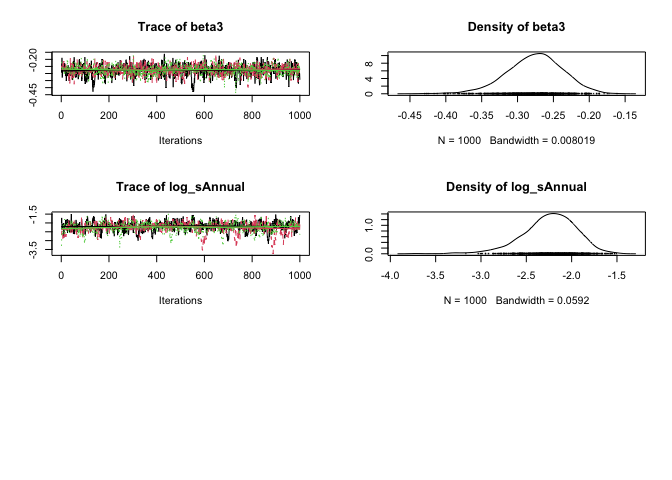 Trace of beta3
-0.45 -0.20
0 200 400 600 800 1000
Iterations
Density of beta3
0 4 8
-0.45 -0.40 -0.35 -0.30 -0.25 -0.20 -0.15
N = 1000 Bandwidth = 0.008019
Trace of log_sAnnual
-3.5 -1.5
0 200 400 600 800 1000
Iterations
Density of log_sAnnual
0.0 1.0
-4.0 -3.5 -3.0 -2.5 -2.0 -1.5
N = 1000 Bandwidth = 0.0592